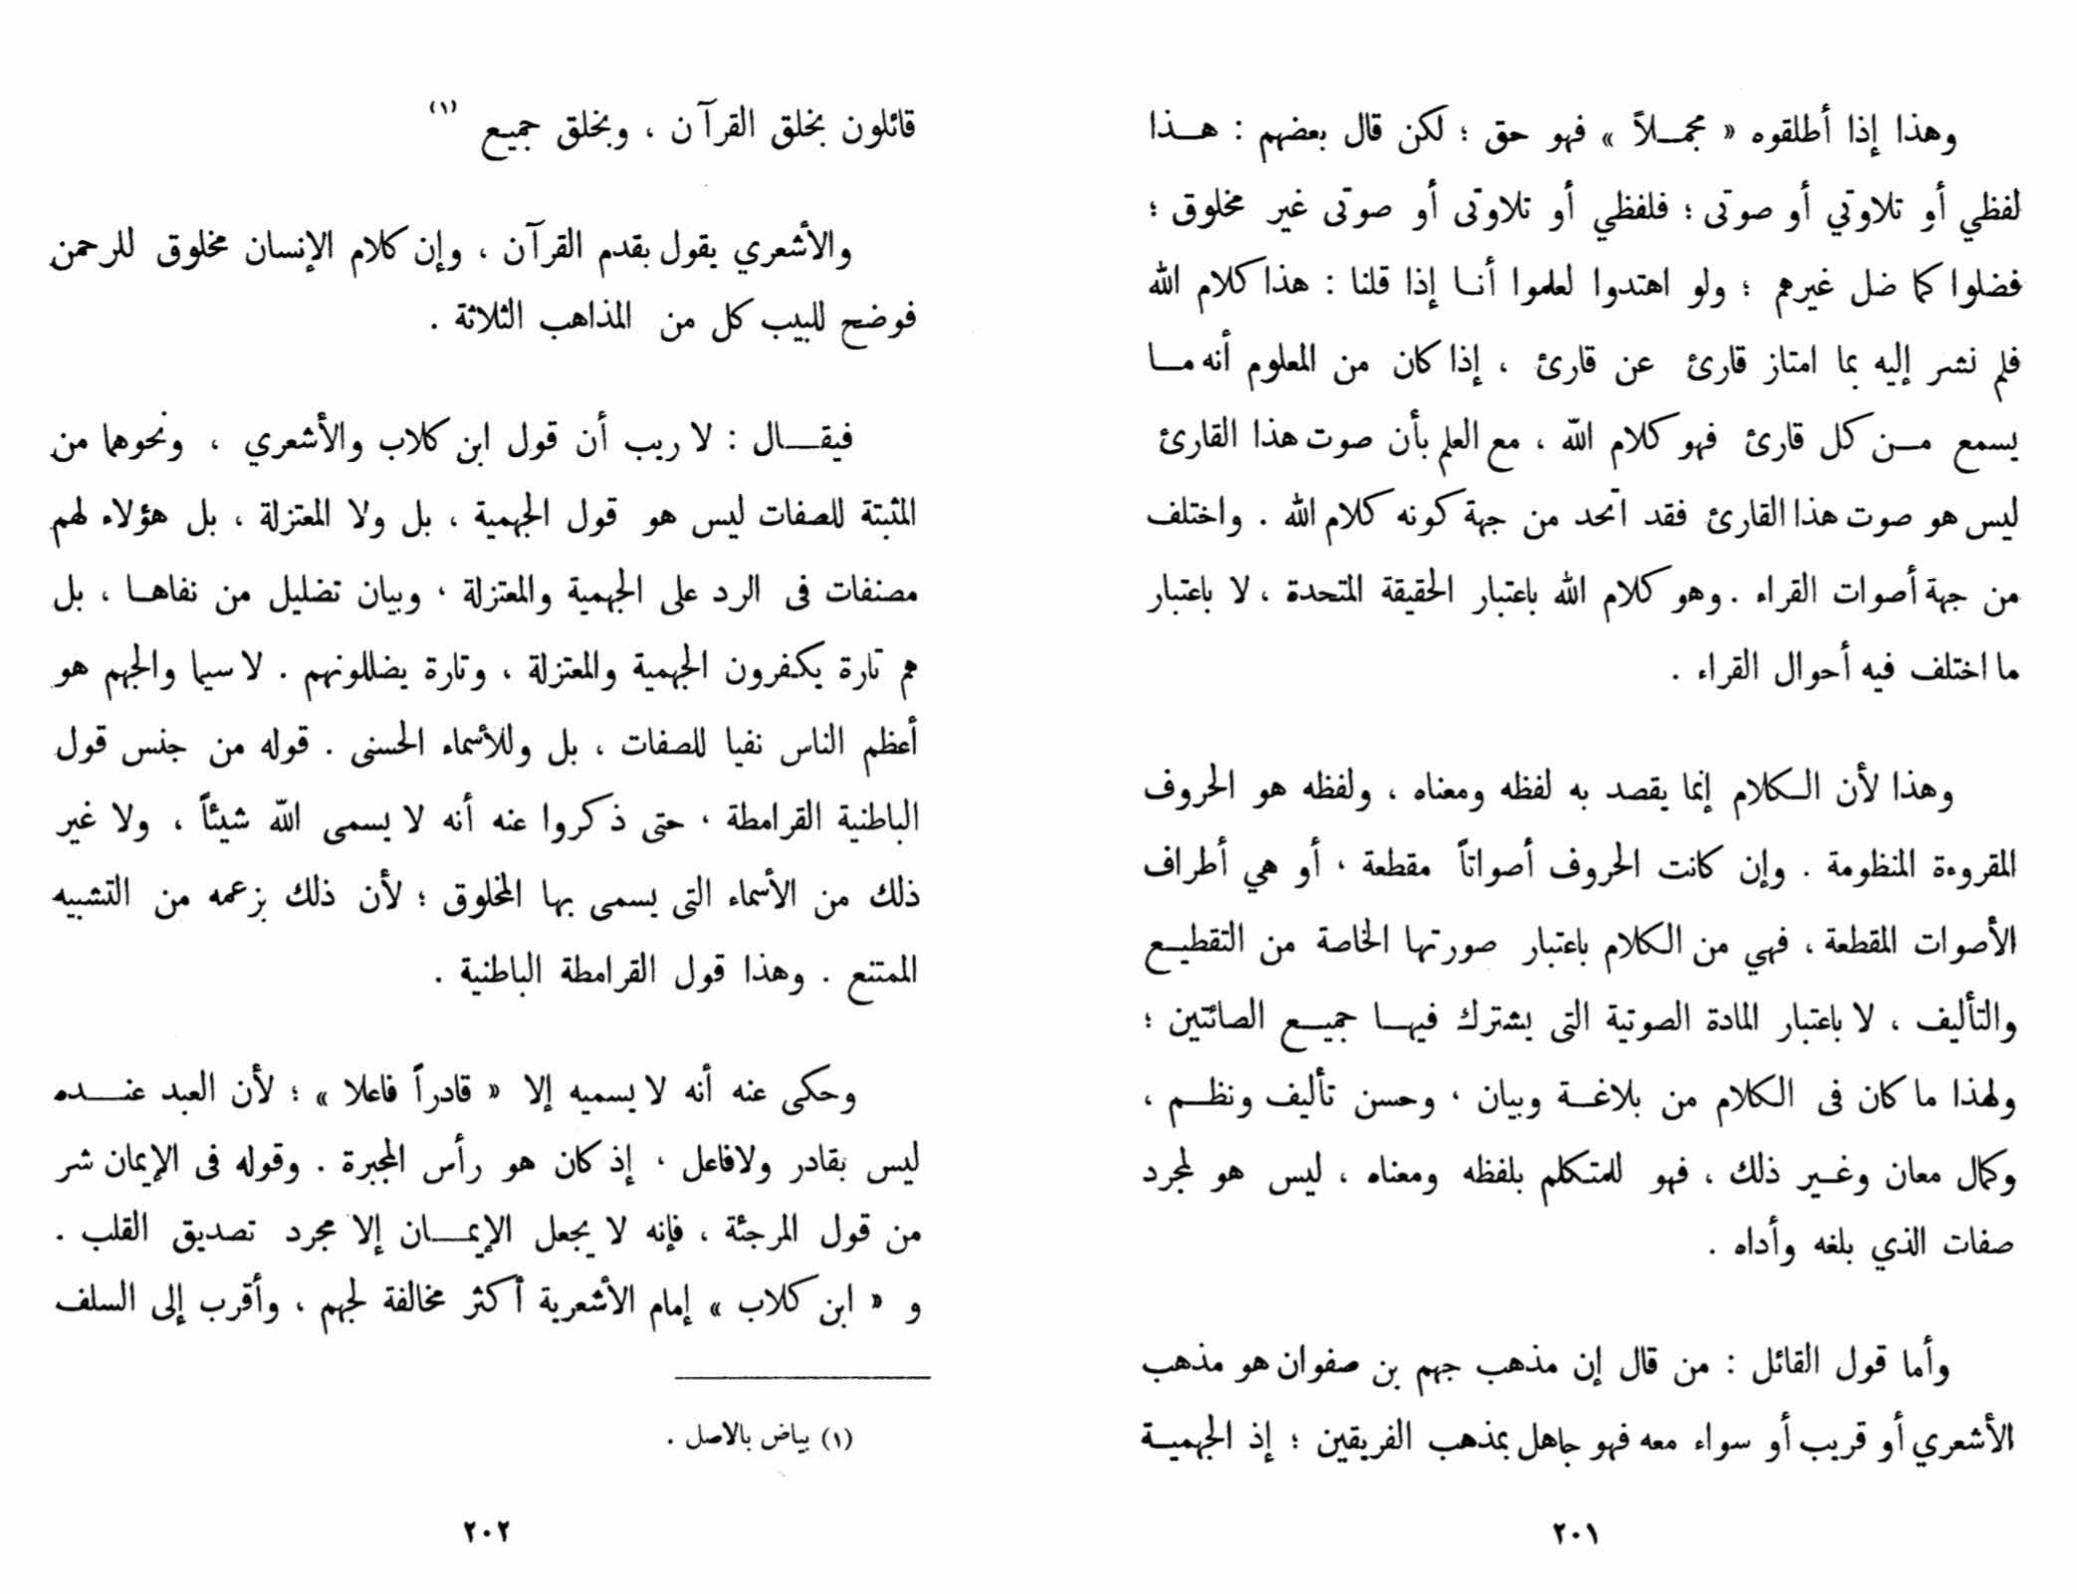 وهذا إذا أطلقوه « مجملاً » فهو حق ؛ لكن قال بعضهم : هذا
لفظي أو تلاوتي أو صوتى ؛ فلفظي أو تلاوتى أو صوتى غير مخلوق ؛
فضلوا كما ضل غيرهم ؛ ولو اهتدوا لعلموا أنا إذا قلنا : هذا كلام الله
فلم نشر إليه بما امتاز قارئ عن قارئ ، إذا كان من المعلوم أنه ما
يسمع من كل قارئ فهو كلام الله ، مع العلم بأن صوت هذا القارئ
ليس هو صوت هذا القارئ فقد اتحد من جهة كونه كلام الله . واختلف
من جهة أصوات القراء . وهو كلام الله باعتبار الحقيقة المتحدة ، لا باعتبار
ما اختلف فيه أحوال القراء .
وهذا لأن الكلام إنما يقصد به لفظه ومعناه ، ولفظه هو الحروف
المقروءة المنظومة . وإن كانت الحروف أصواتاً مقطعة ، أو هي أطراف
الأصوات المقطعة ، فهي من الكلام باعتبار صورتها الخاصة من التقطيع
والتأليف ، لا باعتبار المادة الصوتية التى يشترك فيها جميع الصائتين ؛
ولهذا ما كان فى الكلام من بلاغة وبيان ، وحسن تأليف ونظم ،
وكمال معان وغير ذلك ، فهو للمتكلم بلفظه ومعناه ، ليس هو لمجرد
صفات الذي بلغه وأداه .
وأما قول القائل : من قال إن مذهب جهم بن صفوان هو مذهب
الأشعري أو قريب أو سواء معه فهو جاهل بمذهب الفريقين ؛ إذ الجهمية
٢٠١
قائلون بخلق القرآن ، وبخلق جميع (١)
والأشعري يقول بقدم القرآن ، وإن كلام الإنسان مخلوق للرحمن
فوضح للبيب كل من المذاهب الثلاثة .
فيقال : لا ريب أن قول ابن كلاب والأشعري ، ونحوهما من
المثبتة للصفات ليس هو قول الجهمية ، بل ولا المعتزلة ، بل هؤلاء لهم
مصنفات فى الرد على الجهمية والمعتزلة ، وبيان تضليل من نفاها ، بل
هم تارة يكفرون الجهمية والمعتزلة ، وتارة يضللونهم . لا سيما والجهم هو
أعظم الناس نفيا للصفات ، بل وللأسماء الحسنى . قوله من جنس قول
الباطنية القرامطة ، حتى ذكروا عنه أنه لا يسمى الله شيئاً ، ولا غير
ذلك من الأسماء التى يسمى بها المخلوق ؛ لأن ذلك بزعمه من التشبيه
الممتنع . وهذا قول القرامطة الباطنية .
وحكى عنه أنه لا يسميه إلا « قادراً فاعلا » ؛ لأن العبد عنده
ليس بقادر ولافاعل ، إذ كان هو رأس المجبرة . وقوله فى الإيمان شر
من قول المرجئة ، فإنه لا يجعل الإيمان إلا مجرد تصديق القلب .
و « ابن كلاب » إمام الأشعرية أكثر مخالفة لجهم ، وأقرب إلى السلف
(١) بياض بالاصل .
٢٠٢